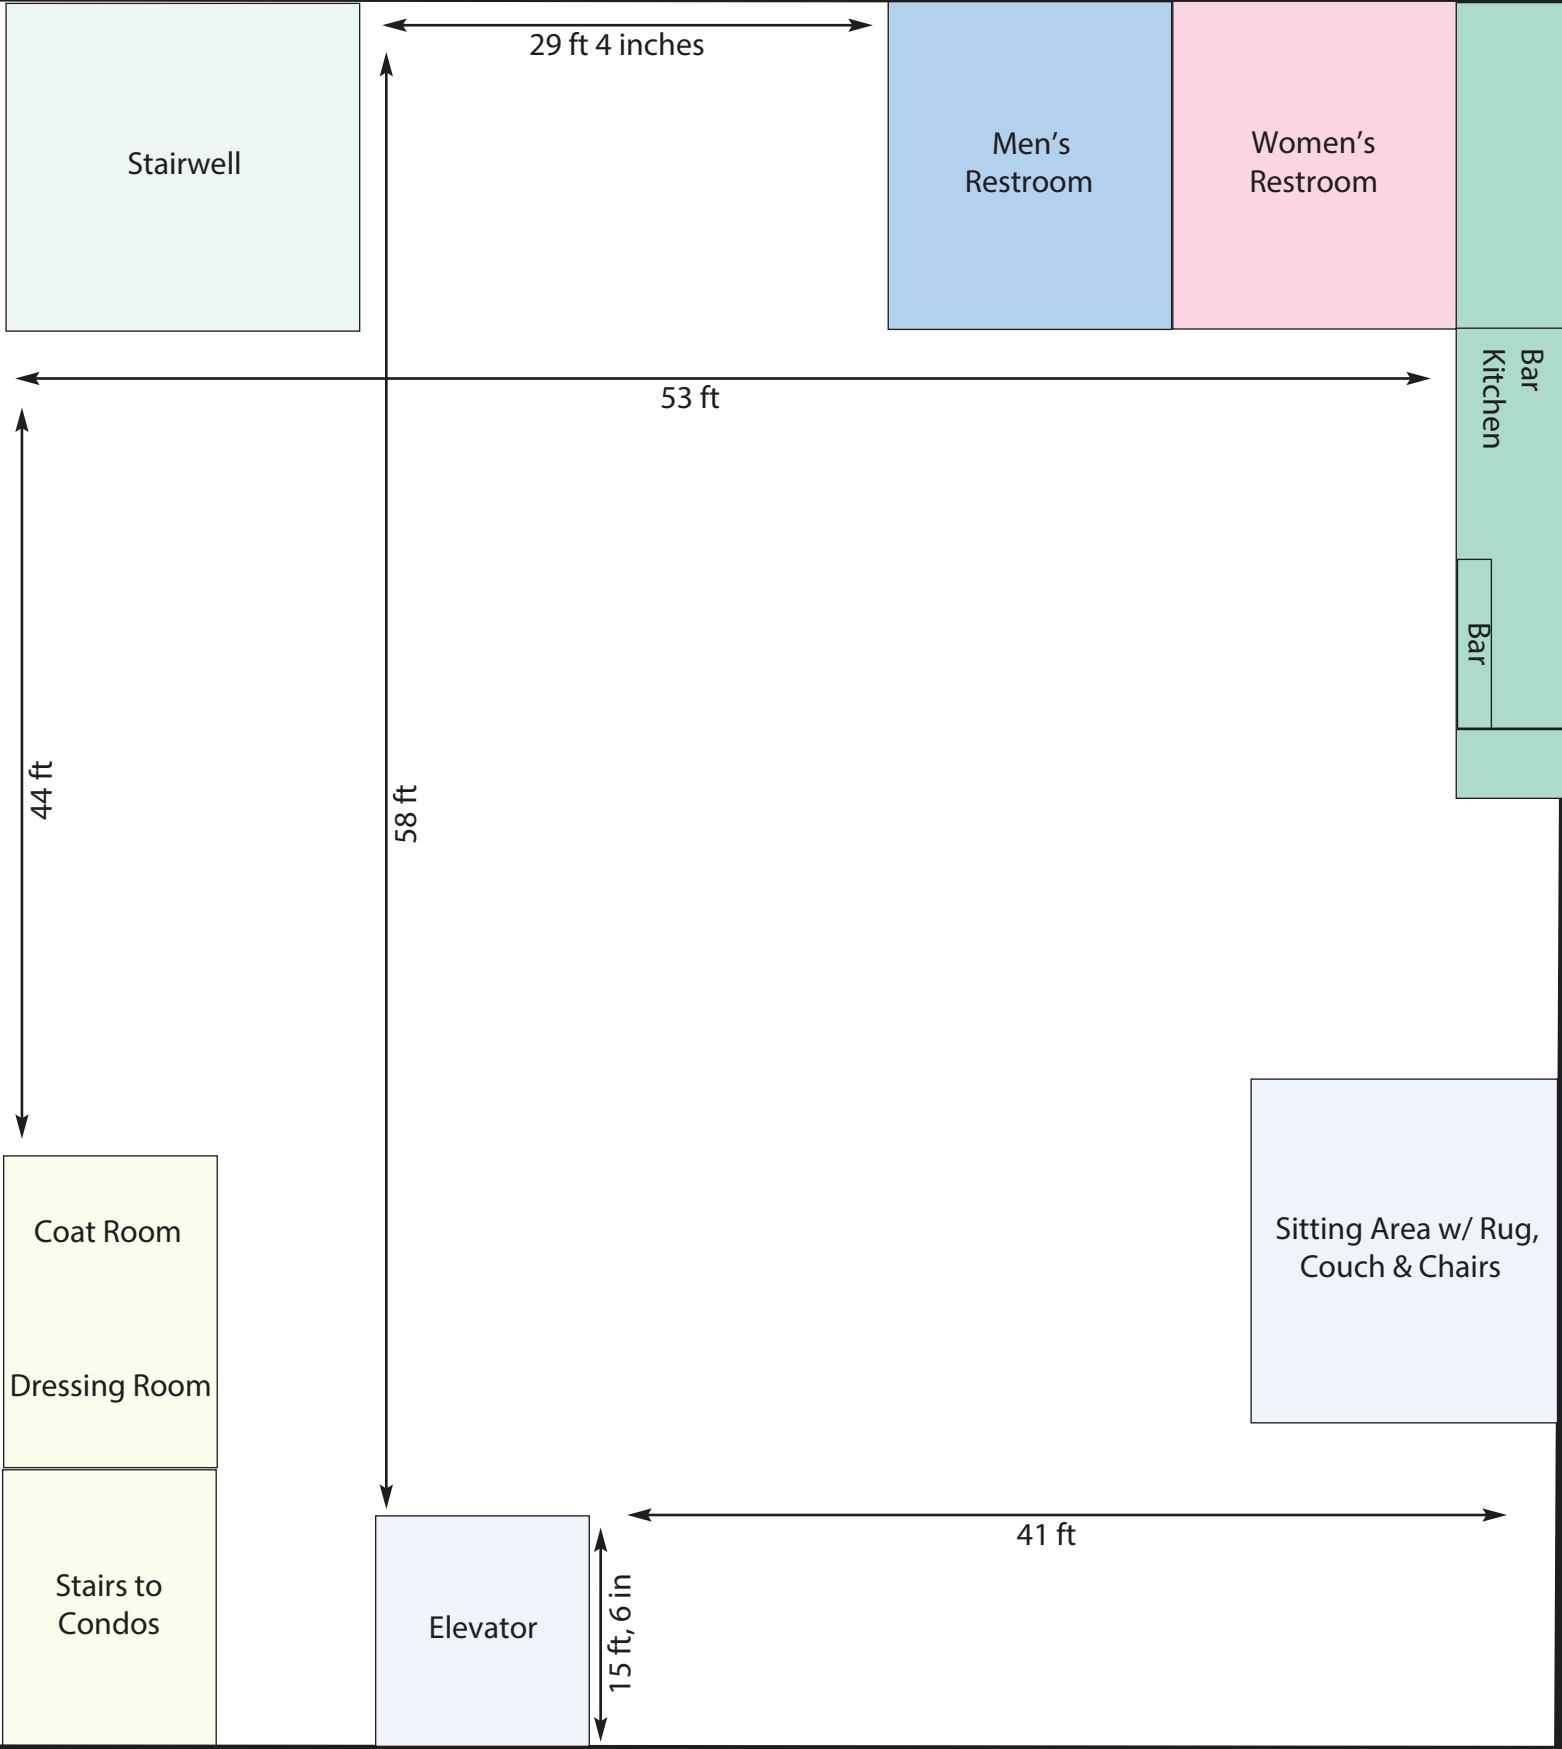 29 ft 4 inches
Stairwell
Men’s
Restroom
Women’s
Restroom
53 ft
Bar
Kitchen
Bar
44 ft
58 ft
Coat Room
Dressing Room
Sitting Area w/ Rug,
Couch & Chairs
41 ft
Stairs to
Condos
Elevator
15 ft, 6 in